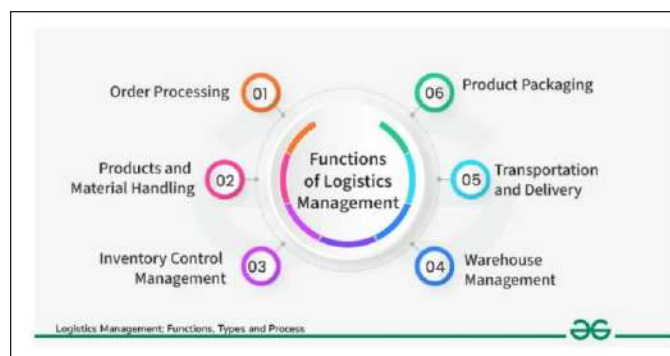 Order Processing
01
Products and
Material Handling
02
Inventory Control
Management
03
Functions
of Logistics
Management
06
Product Packaging
05
Transportation
and Delivery
04
Warehouse
Management
Logistics Management: Functions, Types and Process